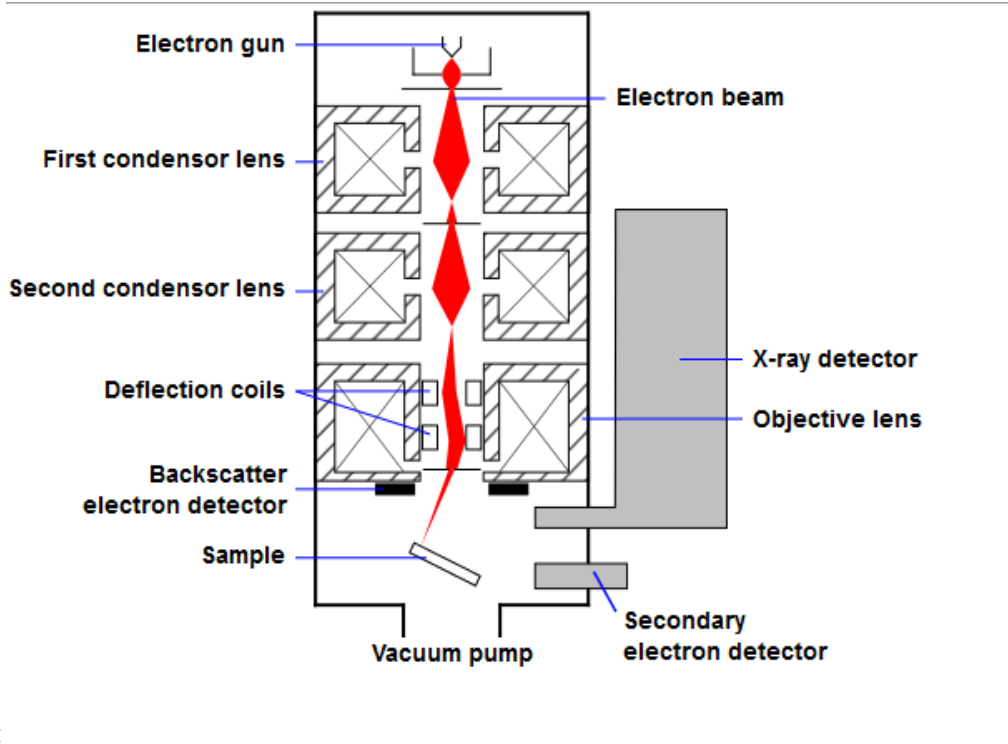 Electron gun
Electron beam
First condensor lens
Second condensor lens
X-ray detector
Deflection coils
Objective lens
Backscatter
electron detector
Sample
Secondary
electron detector
Vacuum pump